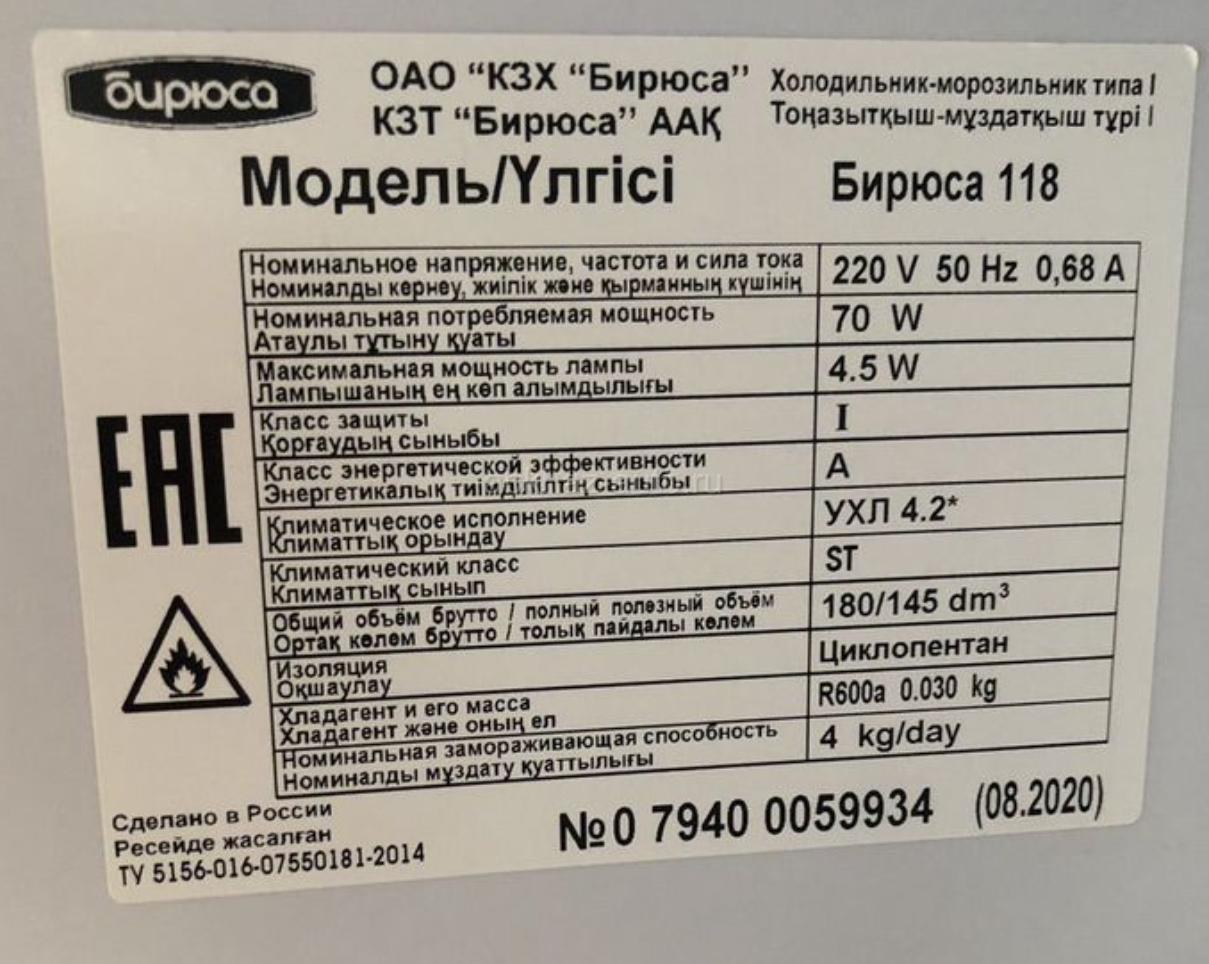 бирюса
ОАО “КЗХ “Бирюса”
КЗТ “Бирюса” ААҚ
Холодильник-морозильник типа I
Тоңазытқыш-мұздатқыш түрі I
Модель/Үлгісі Бирюса 118
Номинальное напряжение, частота и сила тока
Номиналды кернеу, жиілік және қырманның күшінің
220 V 50 Hz 0,68 A
Номинальная потребляемая мощность
Атаулы тұтыну қуаты
70 W
Максимальная мощность лампы
Лампышаның ең көп алымдылығы
4.5 W
Класс защиты
Қорғаудың сыныбы
I
Класс энергетической эффективности
Энергетикалық тиімділілтің сыныбы
A
Климатическое исполнение
Климаттық орындау
УХЛ 4.2*
Климатический класс
Климаттық сынып
ST
Общий объём брутто / полный полезный объём
Ортақ көлем брутто / толық пайдалы көлем
180/145 dm³
Изоляция
Оқшаулау
Циклопентан
Хладагент и его масса
Хладагент және оның ел
R600a 0.030 kg
Номинальная замораживающая способность
Номиналды мұздату қуаттылығы
4 kg/day
EAC
Сделано в России
Ресейде жасалған
ТУ 5156-016-07550181-2014
№0 7940 0059934 (08.2020)